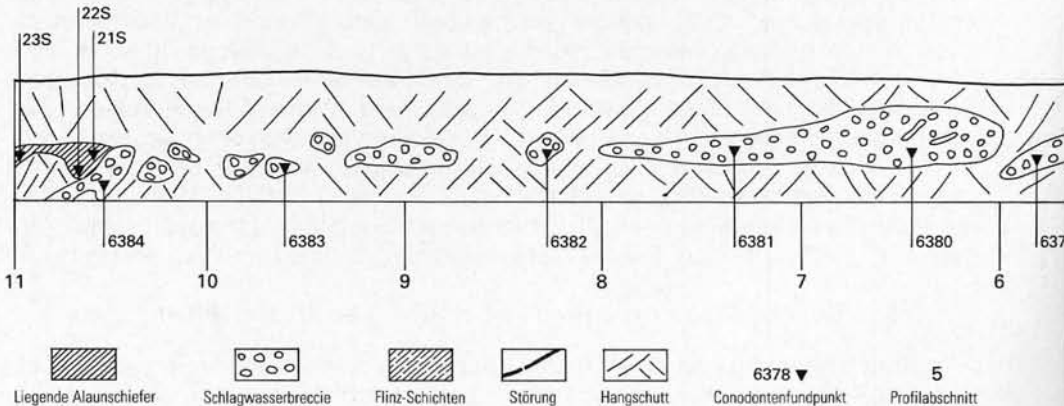 22S
23S 21S
6384 6383 6382 6381 6380 637
11 10 9 8 7 6
6378 5
Liegende Alaunschiefer Schlagwasserbreccie Flinz-Schichten Störung Hangschutt Conodontenfundpunkt Profilabschnitt